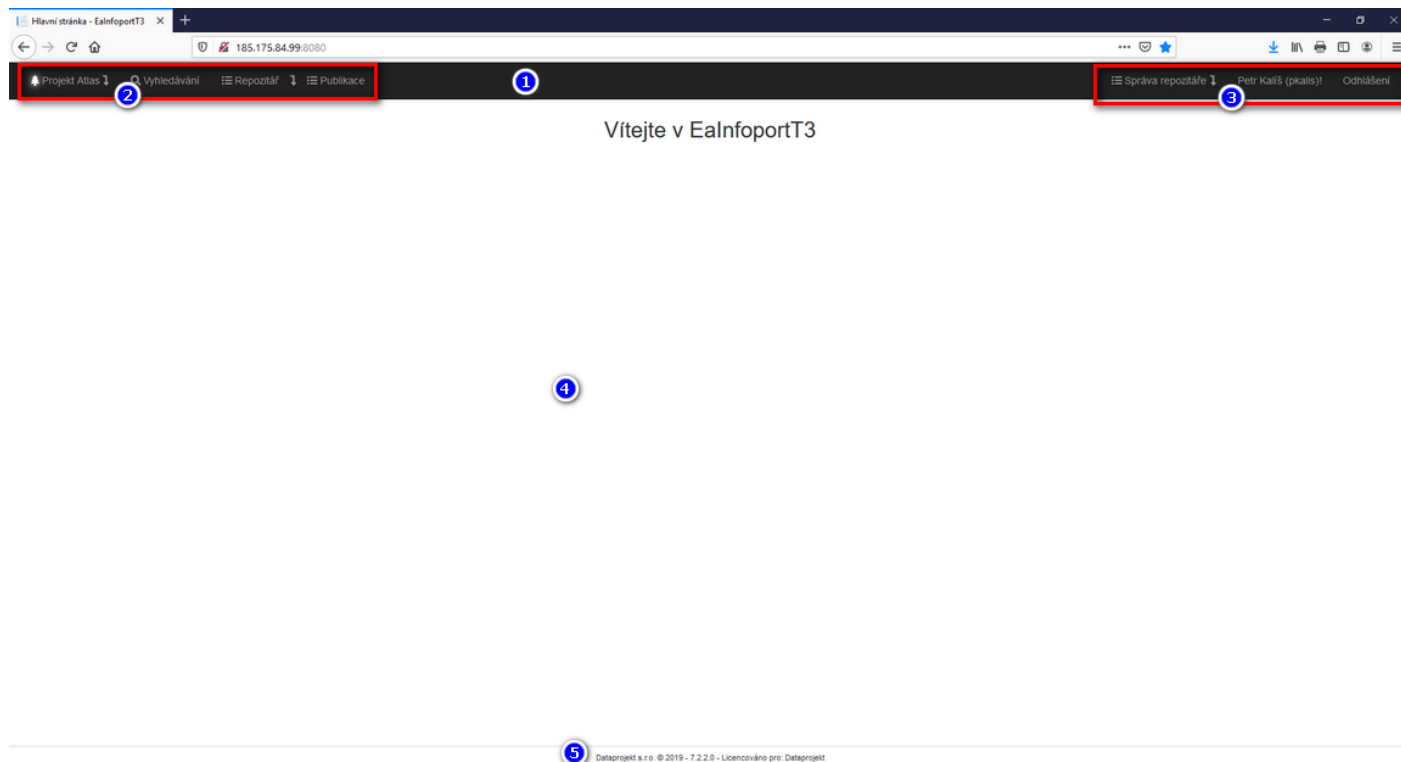 Hlavní stránka - EaInfoportT3
185.175.84.99:8080
Projekt Atlas Vyhledávání Repozitář Publikace 1 Správa repozitáře Petr Kalíš (pkalis)! Odhlášení
2 3
Vítejte v EaInfoportT3
4
5 Dataprojekt s.r.o. © 2019 - 7.2.2.0 - Licencováno pro: Dataprojekt